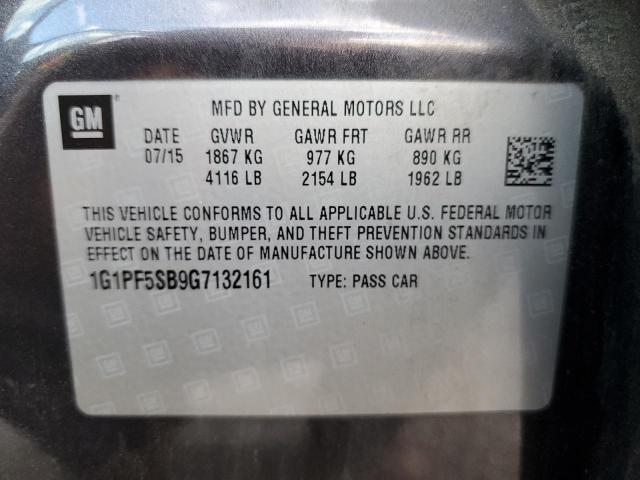 GM
MFD BY GENERAL MOTORS LLC
DATE GVWR GAWR FRT GAWR RR
07/15 1867 KG 977 KG 890 KG
4116 LB 2154 LB 1962 LB
THIS VEHICLE CONFORMS TO ALL APPLICABLE U.S. FEDERAL MOTOR
VEHICLE SAFETY, BUMPER, AND THEFT PREVENTION STANDARDS IN
EFFECT ON THE DATE OF MANUFACTURE SHOWN ABOVE.
1G1PF5SB9G7132161 TYPE: PASS CAR